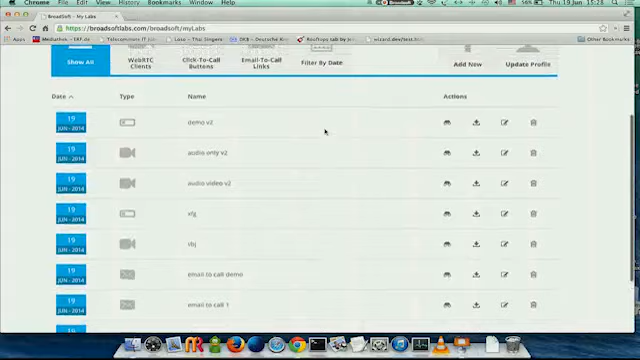 Chrome File Edit View History Bookmarks Window Help
Thu 19 Jun 15:28
BroadSoft - My Labs
https://broadsoftlabs.com/broadsoft/myLabs
Apps
Other Bookmarks
Show All
WebRTC Clients
Click-To-Call Buttons
Email-To-Call Links
Filter By Date
Add New
Update Profile
Date Type Name Actions
19 JUN - 2014 demo v2
19 JUN - 2014 audio only v2
19 JUN - 2014 audio video v2
19 JUN - 2014 vfg
19 JUN - 2014 vbj
19 JUN - 2014 email to call demo
19 JUN - 2014 email to call 1
19